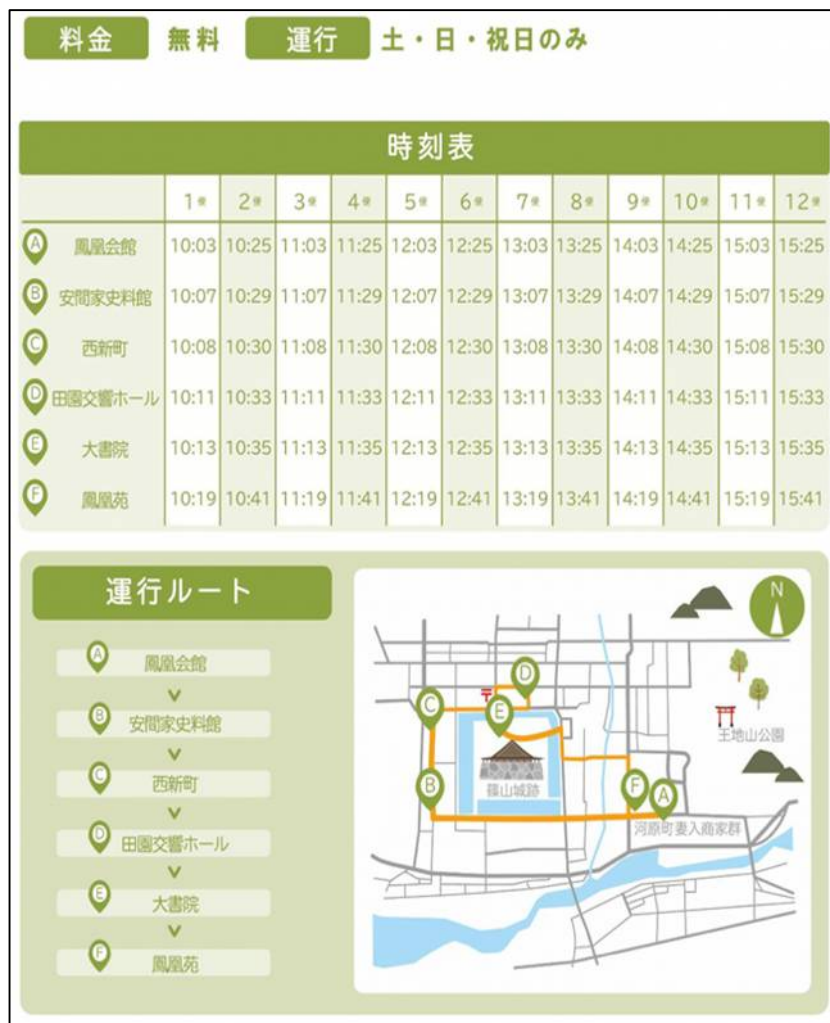 料金 無料 運行 土・日・祝日のみ
時刻表
1便 2便 3便 4便 5便 6便 7便 8便 9便 10便 11便 12便
A 鳳凰会館 10:03 10:25 11:03 11:25 12:03 12:25 13:03 13:25 14:03 14:25 15:03 15:25
B 安間家史料館 10:07 10:29 11:07 11:29 12:07 12:29 13:07 13:29 14:07 14:29 15:07 15:29
C 西新町 10:08 10:30 11:08 11:30 12:08 12:30 13:08 13:30 14:08 14:30 15:08 15:30
D 田園交響ホール 10:11 10:33 11:11 11:33 12:11 12:33 13:11 13:33 14:11 14:33 15:11 15:33
E 大書院 10:13 10:35 11:13 11:35 12:13 12:35 13:13 13:35 14:13 14:35 15:13 15:35
F 鳳凰苑 10:19 10:41 11:19 11:41 12:19 12:41 13:19 13:41 14:19 14:41 15:19 15:41
運行ルート
A 鳳凰会館
B 安間家史料館
C 西新町
D 田園交響ホール
E 大書院
F 鳳凰苑
N
D
C
E
王地山公園
篠山城跡
B
F
A
河原町妻入商家群